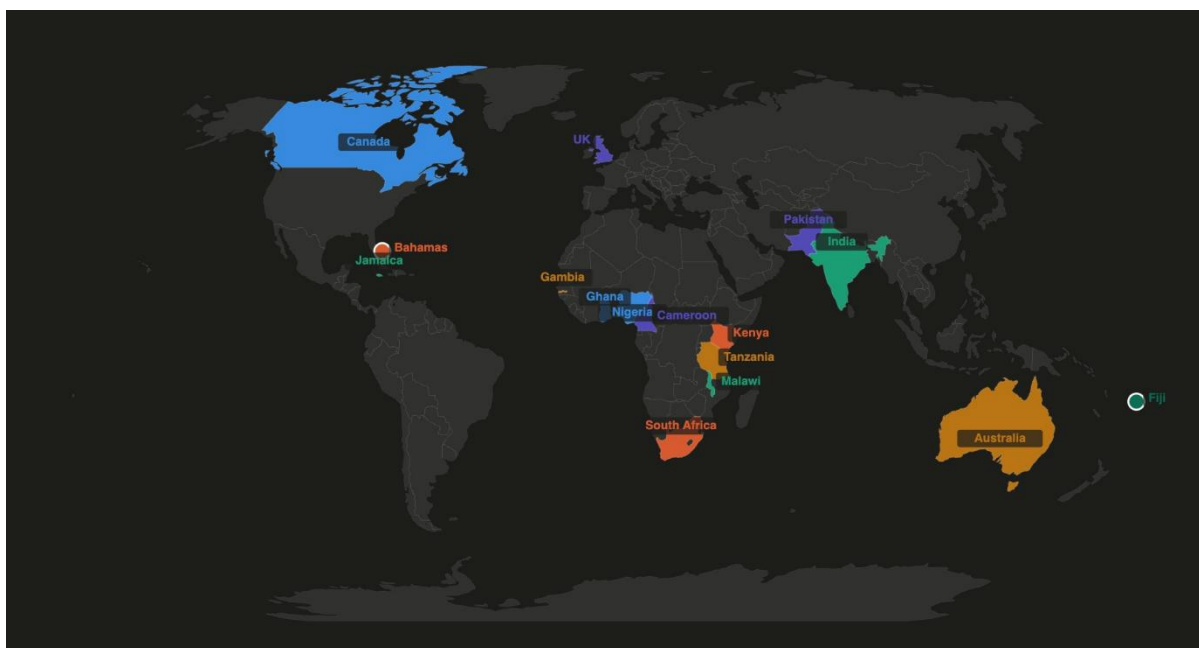 Canada
UK
Pakistan
India
Bahamas
Jamaica
Gambia
Ghana
Nigeria
Cameroon
Kenya
Tanzania
Malawi
Fiji
South Africa
Australia